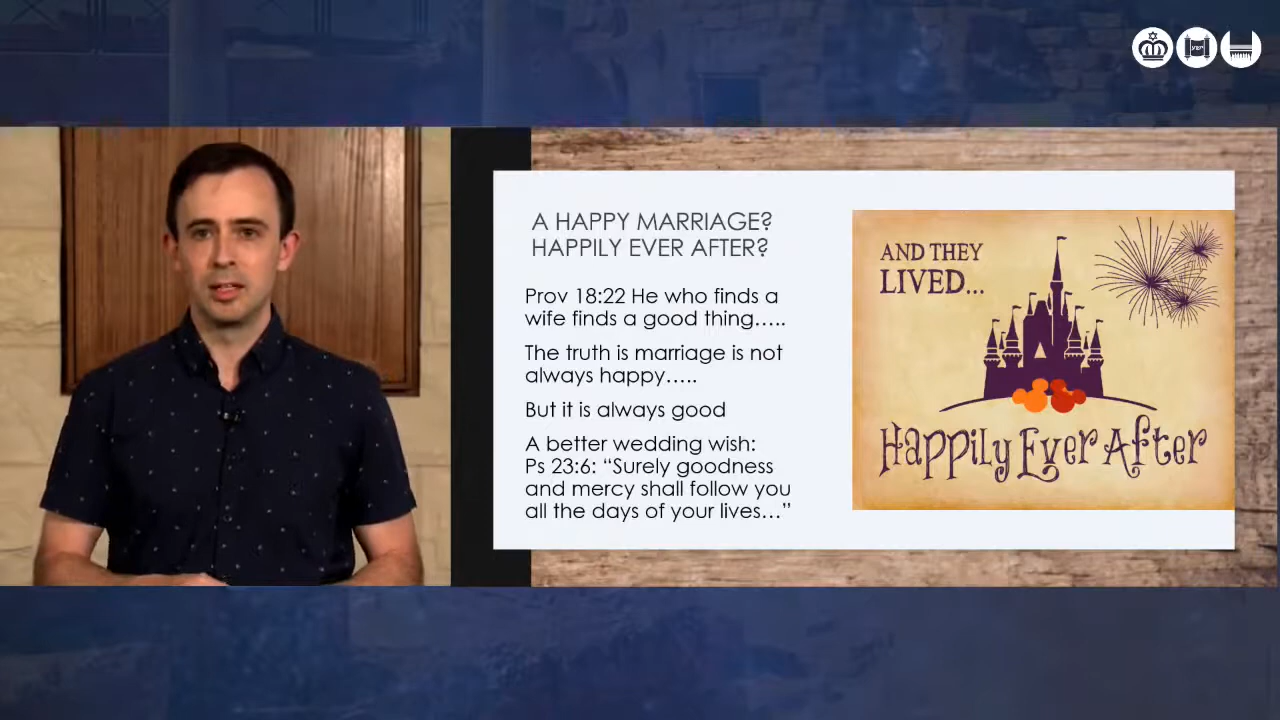 A HAPPY MARRIAGE?
HAPPILY EVER AFTER?
Prov 18:22 He who finds a
wife finds a good thing…..
The truth is marriage is not
always happy…..
But it is always good
A better wedding wish:
Ps 23:6: “Surely goodness
and mercy shall follow you
all the days of your lives…”
AND THEY
LIVED...
Happily Ever After